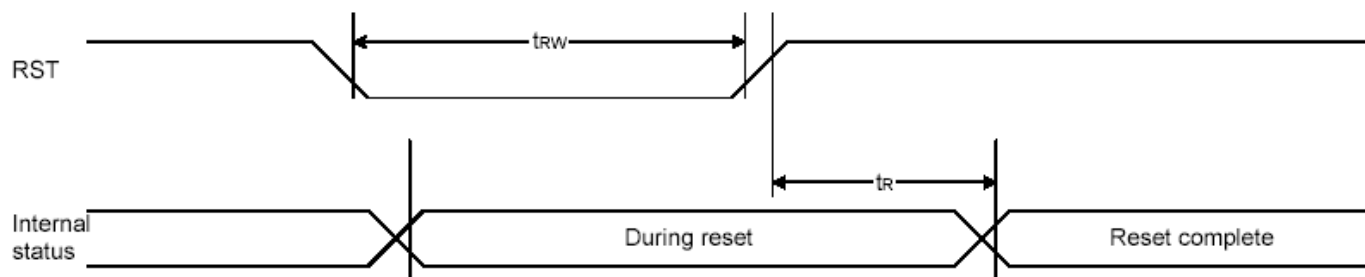 tRW
RST
tR
Internal
status
During reset
Reset complete